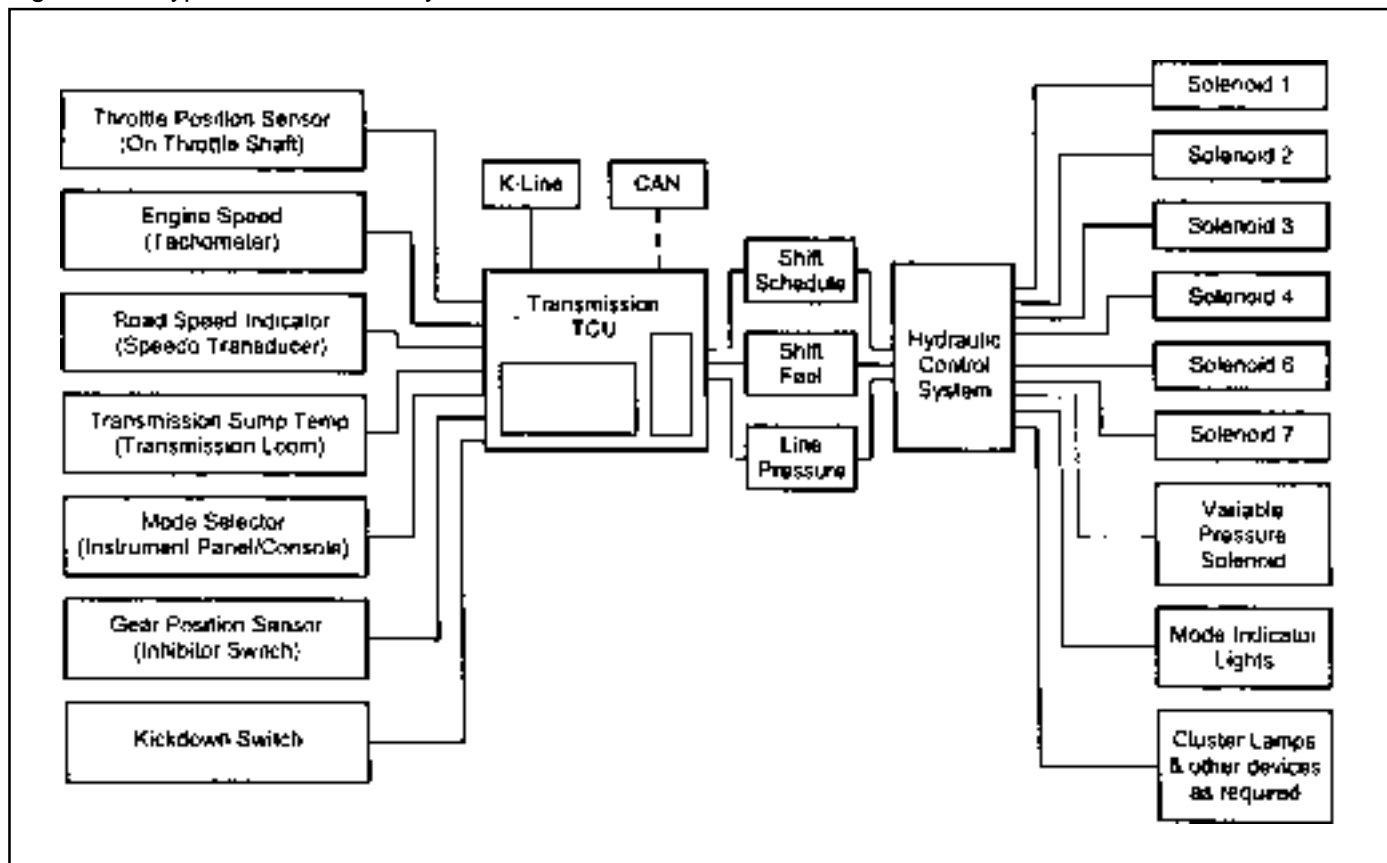 Throttle Position Sensor
(On Throttle Shaft)
Engine Speed
(Tachometer)
Road Speed Indicator
(Speedo Transducer)
Transmission Sump Temp
(Transmission Loom)
Mode Selector
(Instrument Panel/Console)
Gear Position Sensor
(Inhibitor Switch)
Kickdown Switch
K-Line
CAN
Transmission
TCU
Shift
Schedule
Shift
Feel
Line
Pressure
Hydraulic
Control
System
Solenoid 1
Solenoid 2
Solenoid 3
Solenoid 4
Solenoid 6
Solenoid 7
Variable
Pressure
Solenoid
Mode Indicator
Lights
Cluster Lamps
& other devices
as required